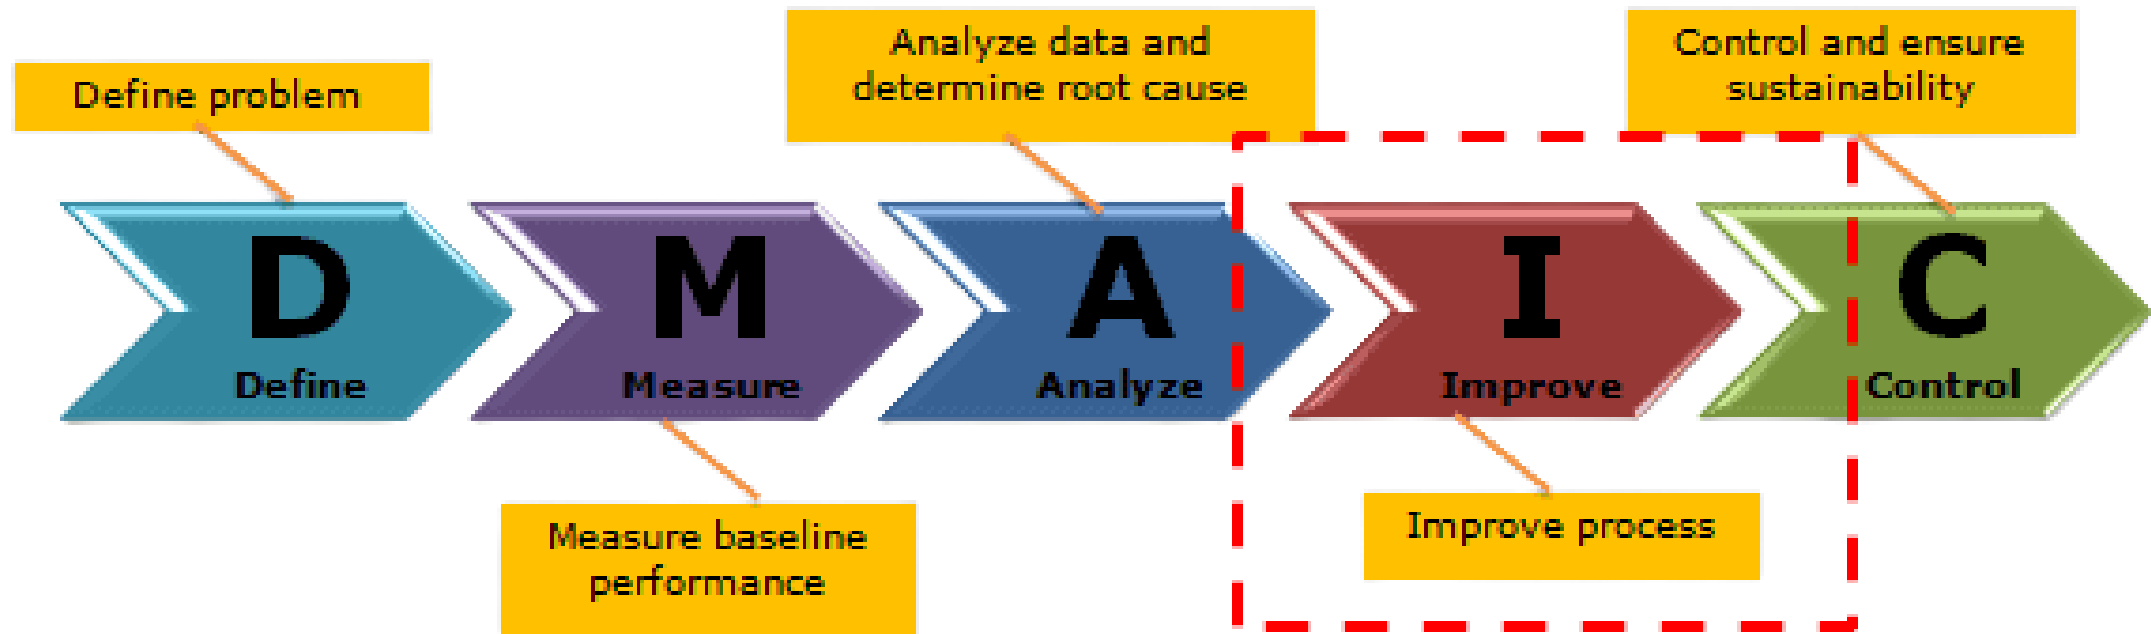 Define problem
Analyze data and
determine root cause
Control and ensure
sustainability
D
Define
M
Measure
A
Analyze
I
Improve
C
Control
Measure baseline
performance
Improve process